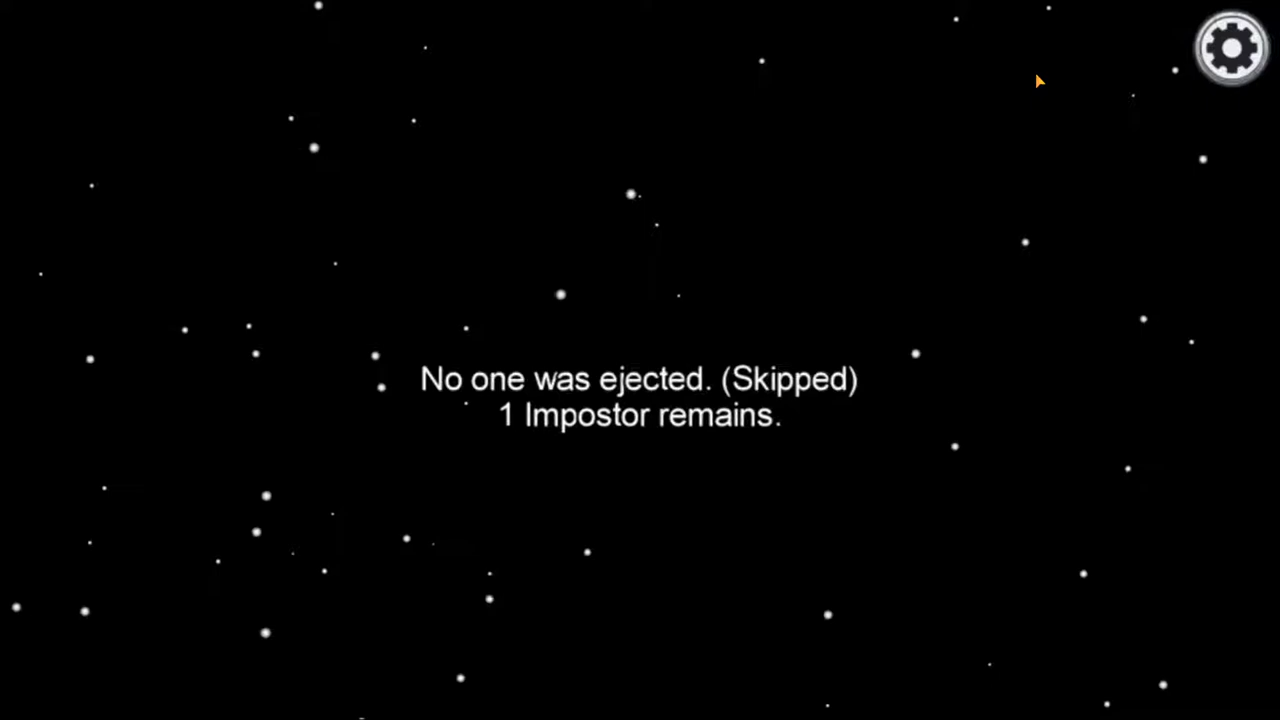 No one was ejected. (Skipped)
1 Impostor remains.